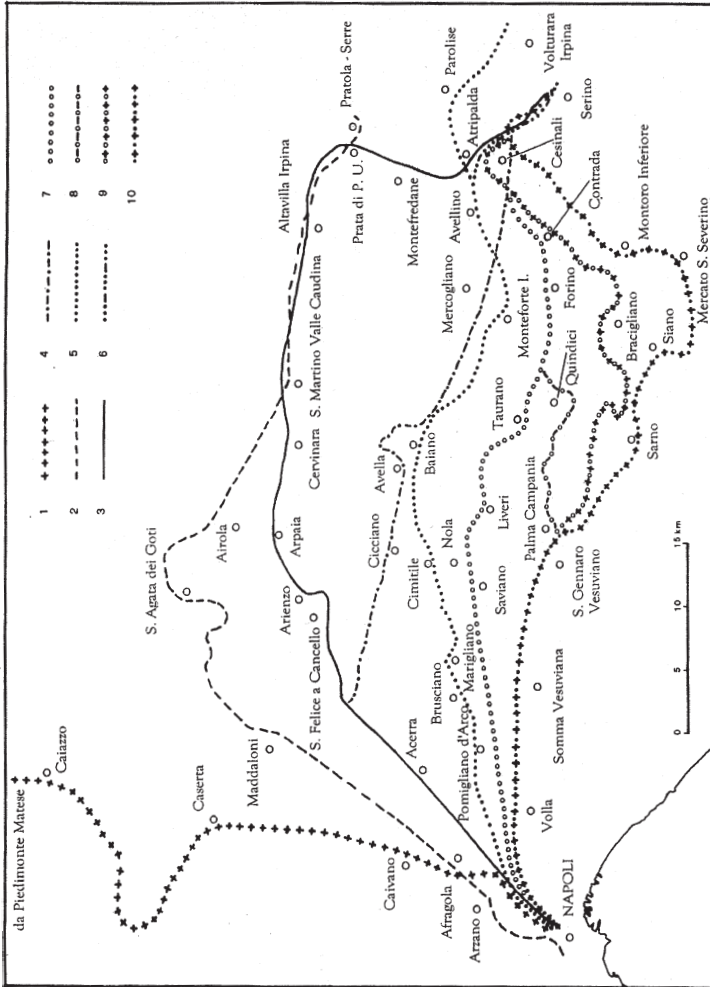 da Piedimonte Matese
Caiazzo
Caserta
Maddaloni
S. Agata dei Goti
Airola
Arienzo
Arpaia
S. Felice a Cancello
Cervinara
S. Martino Valle Caudina
Altavilla Irpina
Pratola - Serre
Prata di P. U.
Montefredane
Caivano
Acerra
Afragola
Arzano
NAPOLI
Volla
Pomigliano d'Arco
Brusciano
Marigliano
Somma Vesuviana
Cicciano
Cimitile
Nola
Saviano
Liveri
Palma Campania
S. Gennaro
Vesuviano
Avella
Baiano
Taurano
Quindici
Sarno
Siano
Bracigliano
Forino
Monteforte I.
Mercogliano
Avellino
Atripalda
Parolise
Volturara
Irpina
Serino
Cesinali
Contrada
Montoro Inferiore
Mercato S. Severino
1
2
3
4
5
6
7
8
9
10
0 5 10 15 km